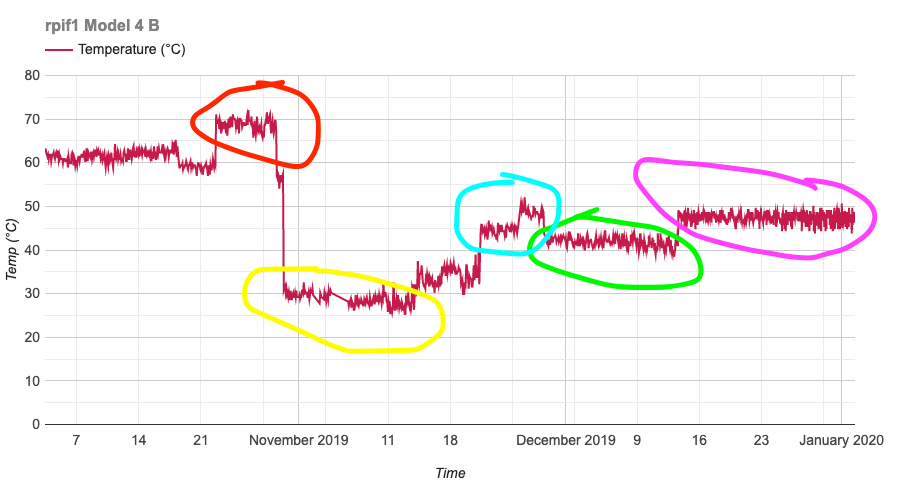 rpif1 Model 4 B
Temperature (°C)
80
70
60
50
40
30
20
10
0
Temp (°C)
7 14 21 November 2019 11 18 December 2019 9 16 23 January 2020
Time